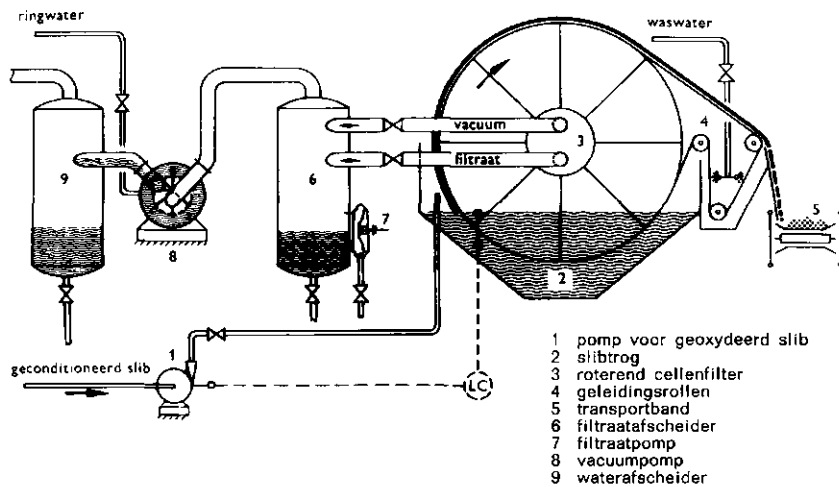 ringwater
waswater
vacuum
filtraat
9
8
6
7
3
4
5
2
1
geconditioneerd slib
LC
1 pomp voor geoxydeerd slib
2 slibtrog
3 roterend cellenfilter
4 geleidingsrollen
5 transportband
6 filtraatafscheider
7 filtraatpomp
8 vacuumpomp
9 waterafscheider